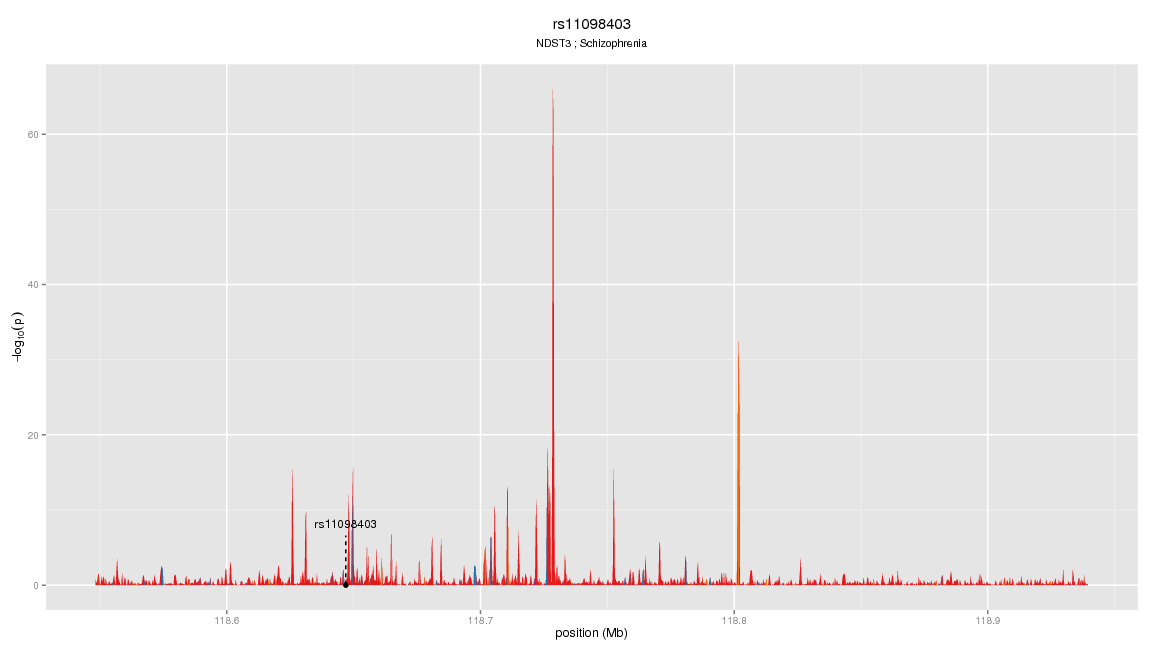 rs11098403
NDST3 ; Schizophrenia
60
40
20
0
-log10(p)
rs11098403
118.6
118.7
118.8
118.9
position (Mb)